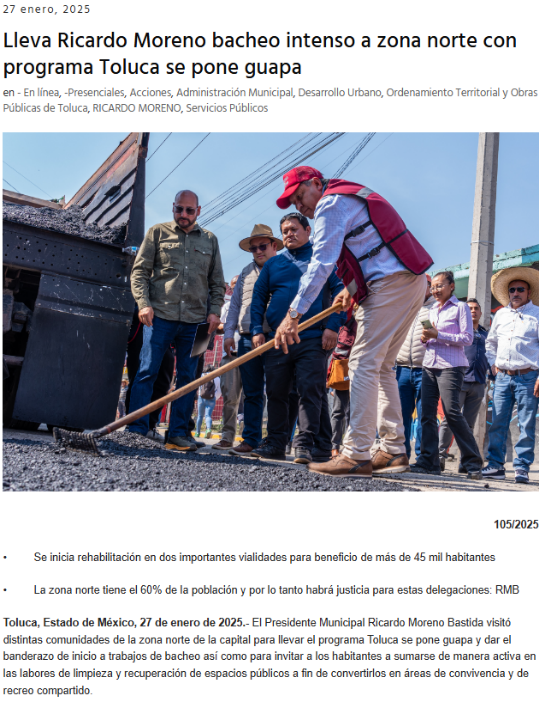 27 enero, 2025
Lleva Ricardo Moreno bacheo intenso a zona norte con
programa Toluca se pone guapa
en - En línea, -Presenciales, Acciones, Administración Municipal, Desarrollo Urbano, Ordenamiento Territorial y Obras
Públicas de Toluca, RICARDO MORENO, Servicios Públicos
105/2025
• Se inicia rehabilitación en dos importantes vialidades para beneficio de más de 45 mil habitantes
• La zona norte tiene el 60% de la población y por lo tanto habrá justicia para estas delegaciones: RMB
Toluca, Estado de México, 27 de enero de 2025.- El Presidente Municipal Ricardo Moreno Bastida visitó
distintas comunidades de la zona norte de la capital para llevar el programa Toluca se pone guapa y dar el
banderazo de inicio a trabajos de bacheo así como para invitar a los habitantes a sumarse de manera activa en
las labores de limpieza y recuperación de espacios públicos a fin de convertirlos en áreas de convivencia y de
recreo compartido.